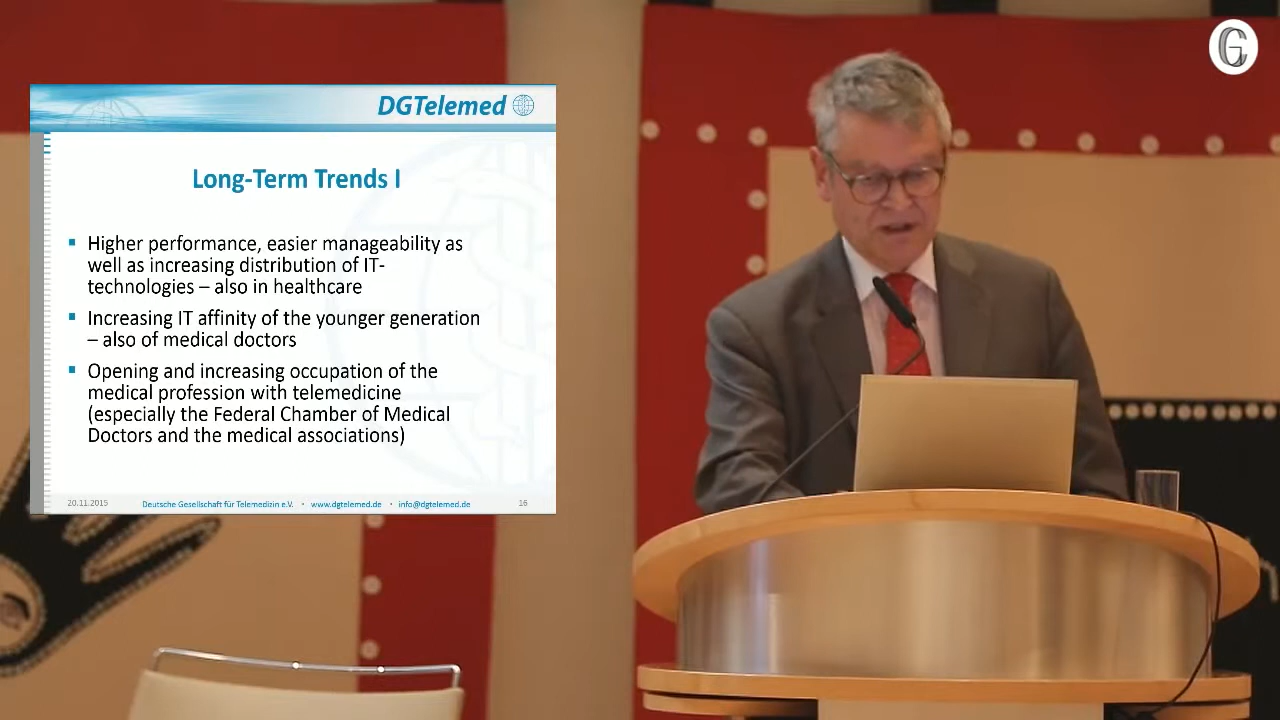 DGTelemed
Long-Term Trends I
Higher performance, easier manageability as
well as increasing distribution of IT-
technologies – also in healthcare
Increasing IT affinity of the younger generation
– also of medical doctors
Opening and increasing occupation of the
medical profession with telemedicine
(especially the Federal Chamber of Medical
Doctors and the medical associations)
20.11.2015 Deutsche Gesellschaft für Telemedizin e.V. • www.dgtelemed.de • info@dgtelemed.de 16